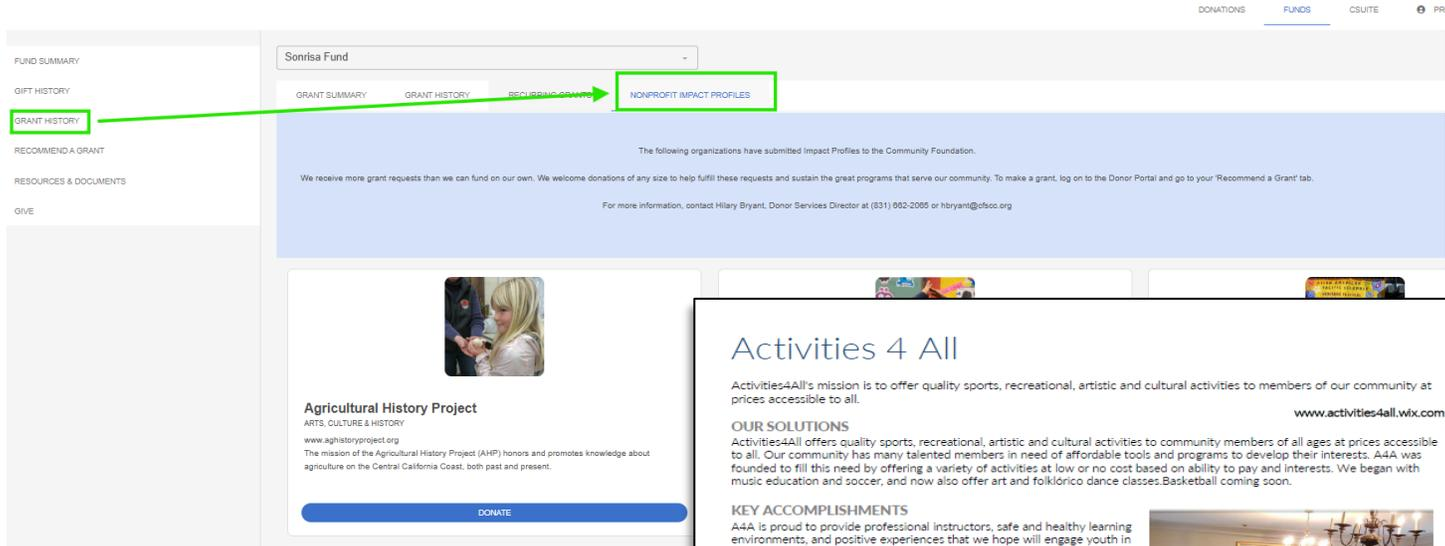 DONATIONS
FUNDS
CSUITE
FUND SUMMARY
GIFT HISTORY
GRANT HISTORY
RECOMMEND A GRANT
RESOURCES & DOCUMENTS
GIVE
Sonrisa Fund
GRANT SUMMARY
GRANT HISTORY
RECURRING GRANTS
NONPROFIT IMPACT PROFILES
The following organizations have submitted Impact Profiles to the Community Foundation.
We receive more grant requests than we can fund on our own. We welcome donations of any size to help fulfill these requests and sustain the great programs that serve our community. To make a grant, log on to the Donor Portal and go to your 'Recommend a Grant' tab.
For more information, contact Hilary Bryant, Donor Services Director at (831) 662-2065 or hbryant@cfscc.org
Agricultural History Project
ARTS, CULTURE & HISTORY
www.aghistoryproject.org
The mission of the Agricultural History Project (AHP) honors and promotes knowledge about
agriculture on the Central California Coast, both past and present.
DONATE
Activities 4 All
Activities4All's mission is to offer quality sports, recreational, artistic and cultural activities to members of our community at
prices accessible to all.
www.activities4all.wix.com
OUR SOLUTIONS
Activities4All offers quality sports, recreational, artistic and cultural activities to community members of all ages at prices accessible
to all. Our community has many talented members in need of affordable tools and programs to develop their interests. A4A was
founded to fill this need by offering a variety of activities at low or no cost based on ability to pay and interests. We began with
music education and soccer, and now also offer art and folklórico dance classes.Basketball coming soon.
KEY ACCOMPLISHMENTS
A4A is proud to provide professional instructors, safe and healthy learning
environments, and positive experiences that we hope will engage youth in